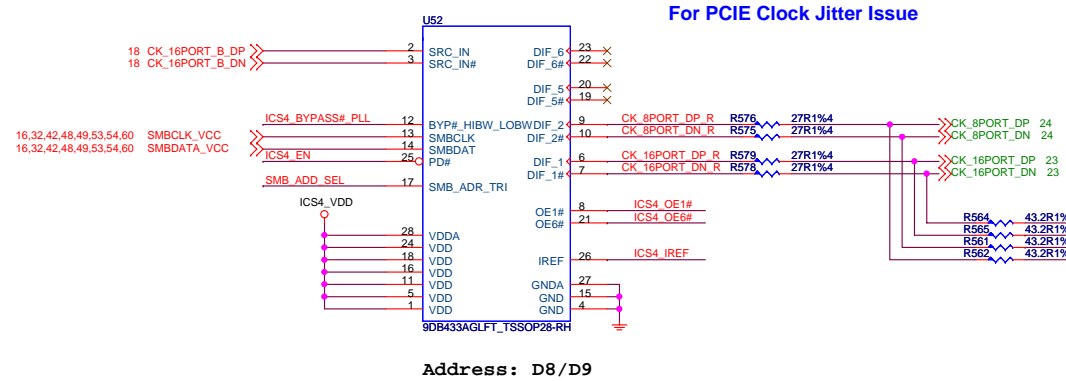 For PCIE Clock Jitter Issue
U52
18 CK_16PORT_B_DP 2 SRC_IN DIF_6 23
18 CK_16PORT_B_DN 3 SRC_IN# DIF_6# 22
DIF_5 20
DIF_5# 19
ICS4_BYPASS#_PLL 12 BYP#_HIBW_LOBW DIF_2 9 CK_8PORT_DP_R R576 27R1%4 CK_8PORT_DP 24
16,32,42,48,49,53,54,60 SMBCLK_VCC 13 SMBCLK DIF_2# 10 CK_8PORT_DN_R R575 27R1%4 CK_8PORT_DN 24
16,32,42,48,49,53,54,60 SMBDATA_VCC 14 SMBDAT
ICS4_EN 25 PD# DIF_1 6 CK_16PORT_DP_R R579 27R1%4 CK_16PORT_DP 23
DIF_1# 7 CK_16PORT_DN_R R578 27R1%4 CK_16PORT_DN 23
SMB_ADD_SEL 17 SMB_ADR_TRI
ICS4_VDD
OE1# 8 ICS4_OE1#
OE6# 21 ICS4_OE6#
R564 43.2R1%
R565 43.2R1%
R561 43.2R1%
R562 43.2R1%
28 VDDA
24 VDD
18 VDD IREF 26 ICS4_IREF
16 VDD
11 VDD GNDA 27
5 VDD GND 15
1 VDD GND 4
9DB433AGLFT_TSSOP28-RH
Address: D8/D9